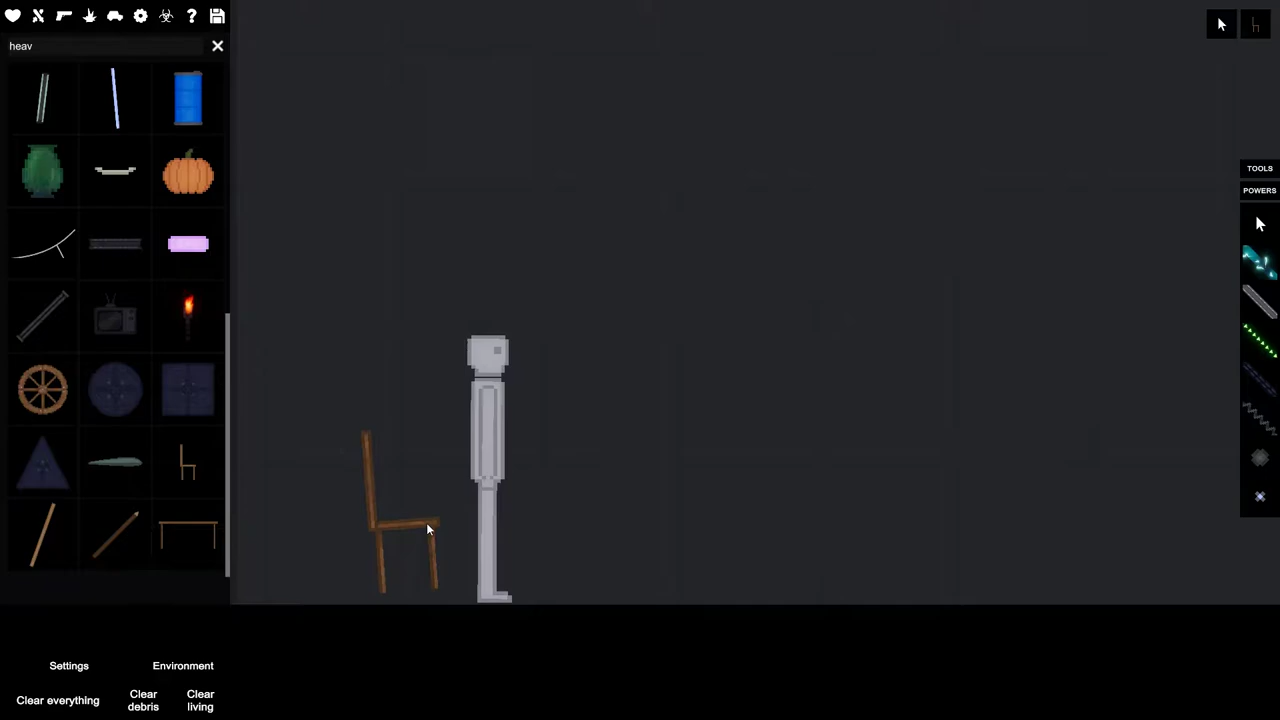 heav
TOOLS
POWERS
Settings
Environment
Clear everything
Clear
debris
Clear
living